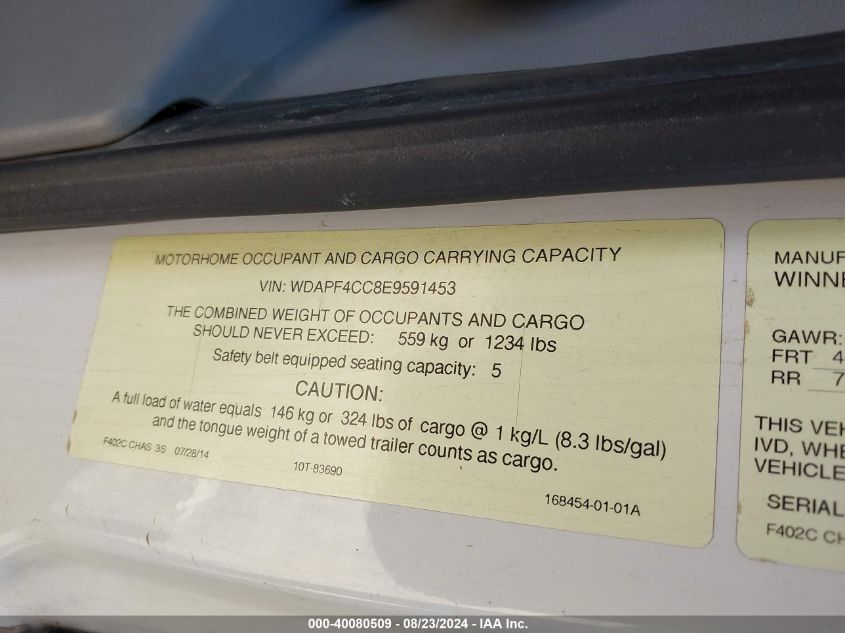 MOTORHOME OCCUPANT AND CARGO CARRYING CAPACITY
VIN: WDAPF4CC8E9591453
THE COMBINED WEIGHT OF OCCUPANTS AND CARGO
SHOULD NEVER EXCEED: 559 kg or 1234 lbs
Safety belt equipped seating capacity: 5
CAUTION:
A full load of water equals 146 kg or 324 lbs of cargo @ 1 kg/L (8.3 lbs/gal)
and the tongue weight of a towed trailer counts as cargo.
F402C CHAS 3S 07/28/14
10T-83690
168454-01-01A
MANUF
WINNE
GAWR:
FRT 4
RR 7
THIS VEH
IVD, WHE
VEHICLE
SERIAL
F402C CH
000-40080509 - 08/23/2024 - IAA Inc.